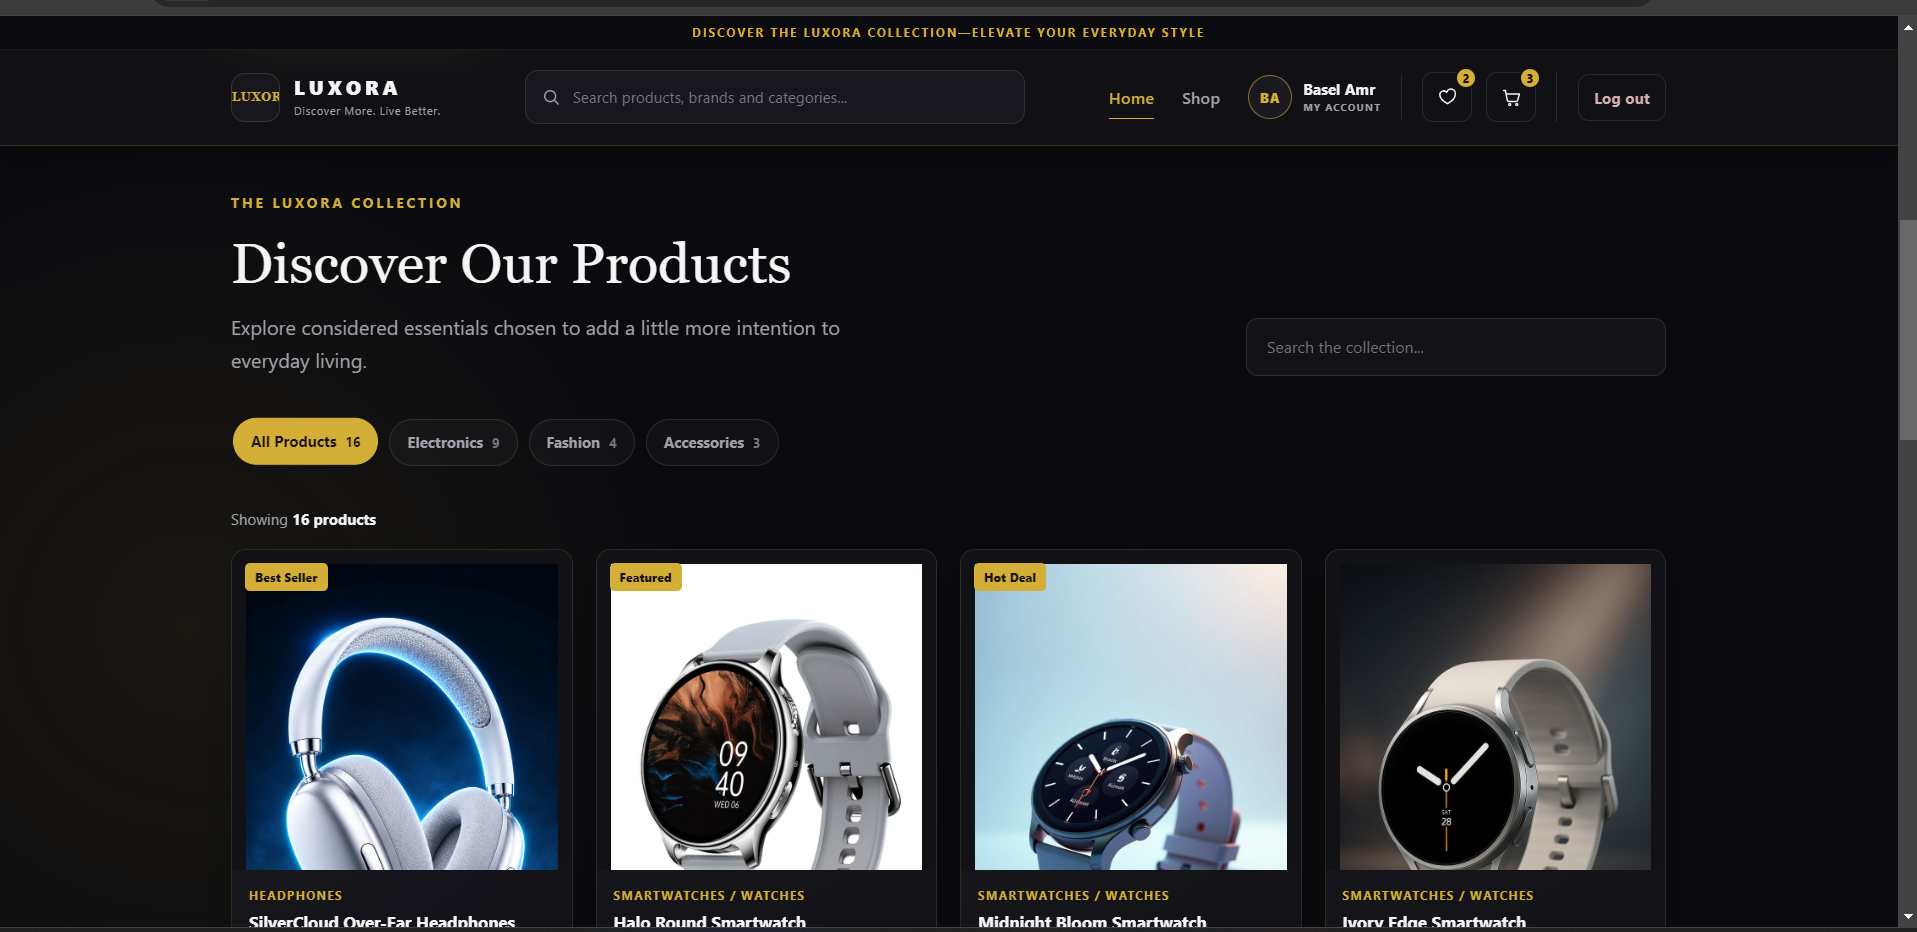 DISCOVER THE LUXORA COLLECTION—ELEVATE YOUR EVERYDAY STYLE
LUXOR
LUXORA
Discover More. Live Better.
Search products, brands and categories...
Home
Shop
BA
Basel Amr
MY ACCOUNT
2
3
Log out
THE LUXORA COLLECTION
Discover Our Products
Explore considered essentials chosen to add a little more intention to
everyday living.
Search the collection...
All Products 16
Electronics 9
Fashion 4
Accessories 3
Showing 16 products
Best Seller
Featured
Hot Deal
09
40
WED 06
SAT
28
HEADPHONES
SMARTWATCHES / WATCHES
SMARTWATCHES / WATCHES
SMARTWATCHES / WATCHES
SilverCloud Over-Ear Headphones
Halo Round Smartwatch
Midnight Bloom Smartwatch
Ivory Edge Smartwatch